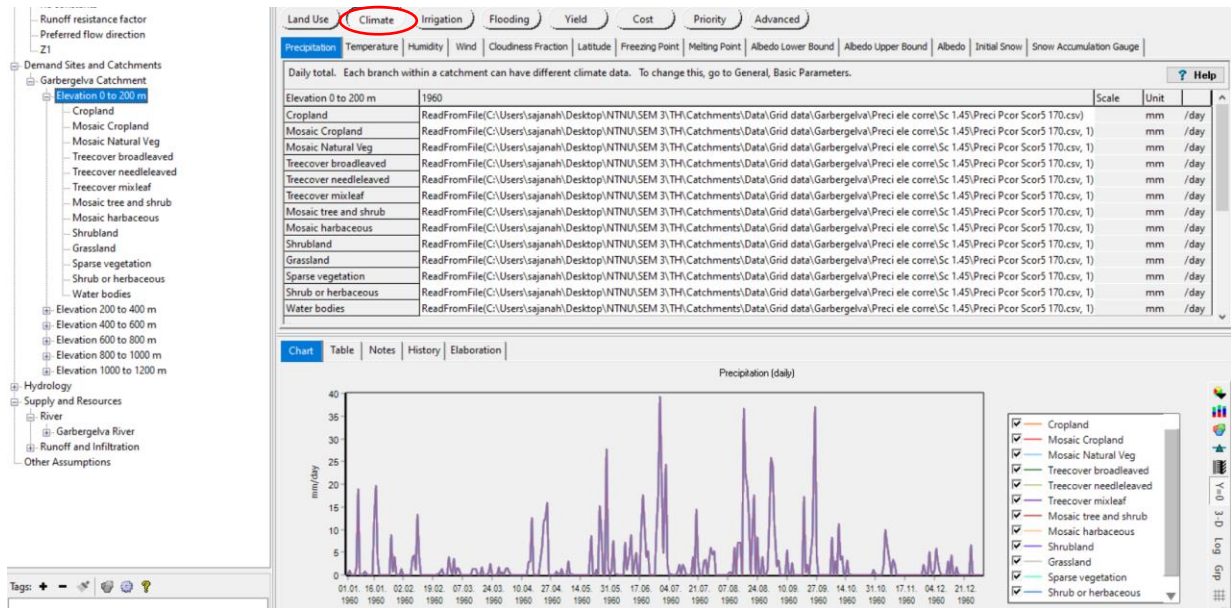 No constants
Runoff resistance factor
Preferred flow direction
Z1
Demand Sites and Catchments
Garbergelva Catchment
Elevation 0 to 200 m
Cropland
Mosaic Cropland
Mosaic Natural Veg
Treecover broadleaved
Treecover needleleaved
Treecover mixleaf
Mosaic tree and shrub
Mosaic harbaceous
Shrubland
Grassland
Sparse vegetation
Shrub or herbaceous
Water bodies
Elevation 200 to 400 m
Elevation 400 to 600 m
Elevation 600 to 800 m
Elevation 800 to 1000 m
Elevation 1000 to 1200 m
Hydrology
Supply and Resources
River
Garbergelva River
Runoff and Infiltration
Other Assumptions
Tags: + − ?
Land Use Climate Irrigation Flooding Yield Cost Priority Advanced
Precipitation Temperature Humidity Wind Cloudiness Fraction Latitude Freezing Point Melting Point Albedo Lower Bound Albedo Upper Bound Albedo Initial Snow Snow Accumulation Gauge
Daily total. Each branch within a catchment can have different climate data. To change this, go to General, Basic Parameters. ? Help
Elevation 0 to 200 m 1960 Scale Unit
Cropland ReadFromFile(C:\Users\sajanah\Desktop\NTNU\SEM 3\TH\Catchments\Data\Grid data\Garbergelva\Preci ele corre\Sc 1.45\Preci Pcor Scor5 170.csv) mm /day
Mosaic Cropland ReadFromFile(C:\Users\sajanah\Desktop\NTNU\SEM 3\TH\Catchments\Data\Grid data\Garbergelva\Preci ele corre\Sc 1.45\Preci Pcor Scor5 170.csv, 1) mm /day
Mosaic Natural Veg ReadFromFile(C:\Users\sajanah\Desktop\NTNU\SEM 3\TH\Catchments\Data\Grid data\Garbergelva\Preci ele corre\Sc 1.45\Preci Pcor Scor5 170.csv, 1) mm /day
Treecover broadleaved ReadFromFile(C:\Users\sajanah\Desktop\NTNU\SEM 3\TH\Catchments\Data\Grid data\Garbergelva\Preci ele corre\Sc 1.45\Preci Pcor Scor5 170.csv, 1) mm /day
Treecover needleleaved ReadFromFile(C:\Users\sajanah\Desktop\NTNU\SEM 3\TH\Catchments\Data\Grid data\Garbergelva\Preci ele corre\Sc 1.45\Preci Pcor Scor5 170.csv, 1) mm /day
Treecover mixleaf ReadFromFile(C:\Users\sajanah\Desktop\NTNU\SEM 3\TH\Catchments\Data\Grid data\Garbergelva\Preci ele corre\Sc 1.45\Preci Pcor Scor5 170.csv, 1) mm /day
Mosaic tree and shrub ReadFromFile(C:\Users\sajanah\Desktop\NTNU\SEM 3\TH\Catchments\Data\Grid data\Garbergelva\Preci ele corre\Sc 1.45\Preci Pcor Scor5 170.csv, 1) mm /day
Mosaic harbaceous ReadFromFile(C:\Users\sajanah\Desktop\NTNU\SEM 3\TH\Catchments\Data\Grid data\Garbergelva\Preci ele corre\Sc 1.45\Preci Pcor Scor5 170.csv, 1) mm /day
Shrubland ReadFromFile(C:\Users\sajanah\Desktop\NTNU\SEM 3\TH\Catchments\Data\Grid data\Garbergelva\Preci ele corre\Sc 1.45\Preci Pcor Scor5 170.csv, 1) mm /day
Grassland ReadFromFile(C:\Users\sajanah\Desktop\NTNU\SEM 3\TH\Catchments\Data\Grid data\Garbergelva\Preci ele corre\Sc 1.45\Preci Pcor Scor5 170.csv, 1) mm /day
Sparse vegetation ReadFromFile(C:\Users\sajanah\Desktop\NTNU\SEM 3\TH\Catchments\Data\Grid data\Garbergelva\Preci ele corre\Sc 1.45\Preci Pcor Scor5 170.csv, 1) mm /day
Shrub or herbaceous ReadFromFile(C:\Users\sajanah\Desktop\NTNU\SEM 3\TH\Catchments\Data\Grid data\Garbergelva\Preci ele corre\Sc 1.45\Preci Pcor Scor5 170.csv, 1) mm /day
Water bodies ReadFromFile(C:\Users\sajanah\Desktop\NTNU\SEM 3\TH\Catchments\Data\Grid data\Garbergelva\Preci ele corre\Sc 1.45\Preci Pcor Scor5 170.csv, 1) mm /day
Chart Table Notes History Elaboration
Precipitation (daily)
mm/day
40
35
30
25
20
15
10
5
0
01.01. 16.01. 02.02. 19.02. 07.03. 24.03. 10.04. 27.04. 14.05. 31.05. 17.06. 04.07. 21.07. 07.08. 24.08. 10.09. 27.09. 14.10. 31.10. 17.11. 04.12. 21.12.
1960 1960 1960 1960 1960 1960 1960 1960 1960 1960 1960 1960 1960 1960 1960 1960 1960 1960 1960 1960 1960 1960
Cropland
Mosaic Cropland
Mosaic Natural Veg
Treecover broadleaved
Treecover needleleaved
Treecover mixleaf
Mosaic tree and shrub
Mosaic harbaceous
Shrubland
Grassland
Sparse vegetation
Shrub or herbaceous
Y=0
3-D
Log
Grp